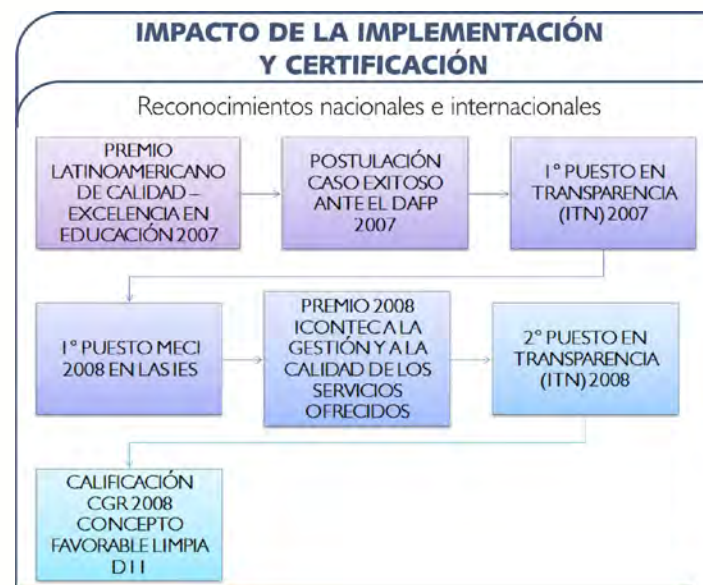 IMPACTO DE LA IMPLEMENTACIÓN
Y CERTIFICACIÓN
Reconocimientos nacionales e internacionales
PREMIO
LATINOAMERICANO
DE CALIDAD –
EXCELENCIA EN
EDUCACIÓN 2007
POSTULACIÓN
CASO EXITOSO
ANTE EL DAFP
2007
1° PUESTO EN
TRANSPARENCIA
(ITN) 2007
1° PUESTO MECI
2008 EN LAS IES
PREMIO 2008
ICONTEC A LA
GESTIÓN Y A LA
CALIDAD DE LOS
SERVICIOS
OFRECIDOS
2° PUESTO EN
TRANSPARENCIA
(ITN) 2008
CALIFICACIÓN
CGR 2008
CONCEPTO
FAVORABLE LIMPIA
D11